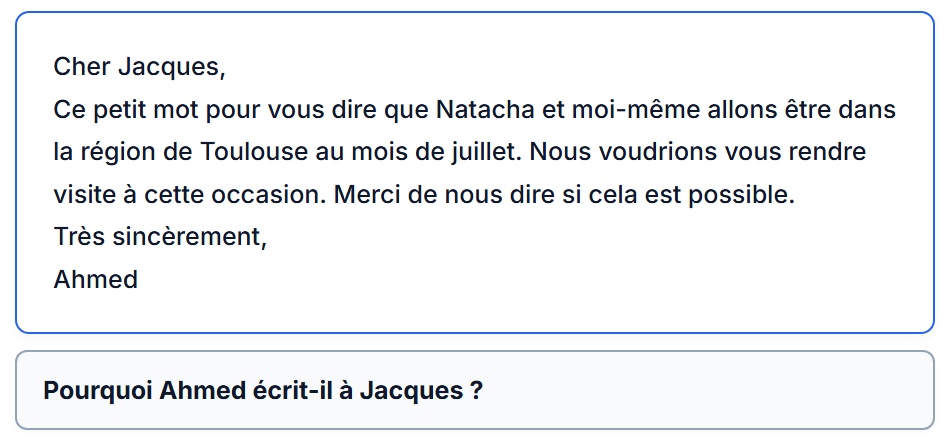 Cher Jacques,
Ce petit mot pour vous dire que Natacha et moi-même allons être dans
la région de Toulouse au mois de juillet. Nous voudrions vous rendre
visite à cette occasion. Merci de nous dire si cela est possible.
Très sincèrement,
Ahmed
Pourquoi Ahmed écrit-il à Jacques ?